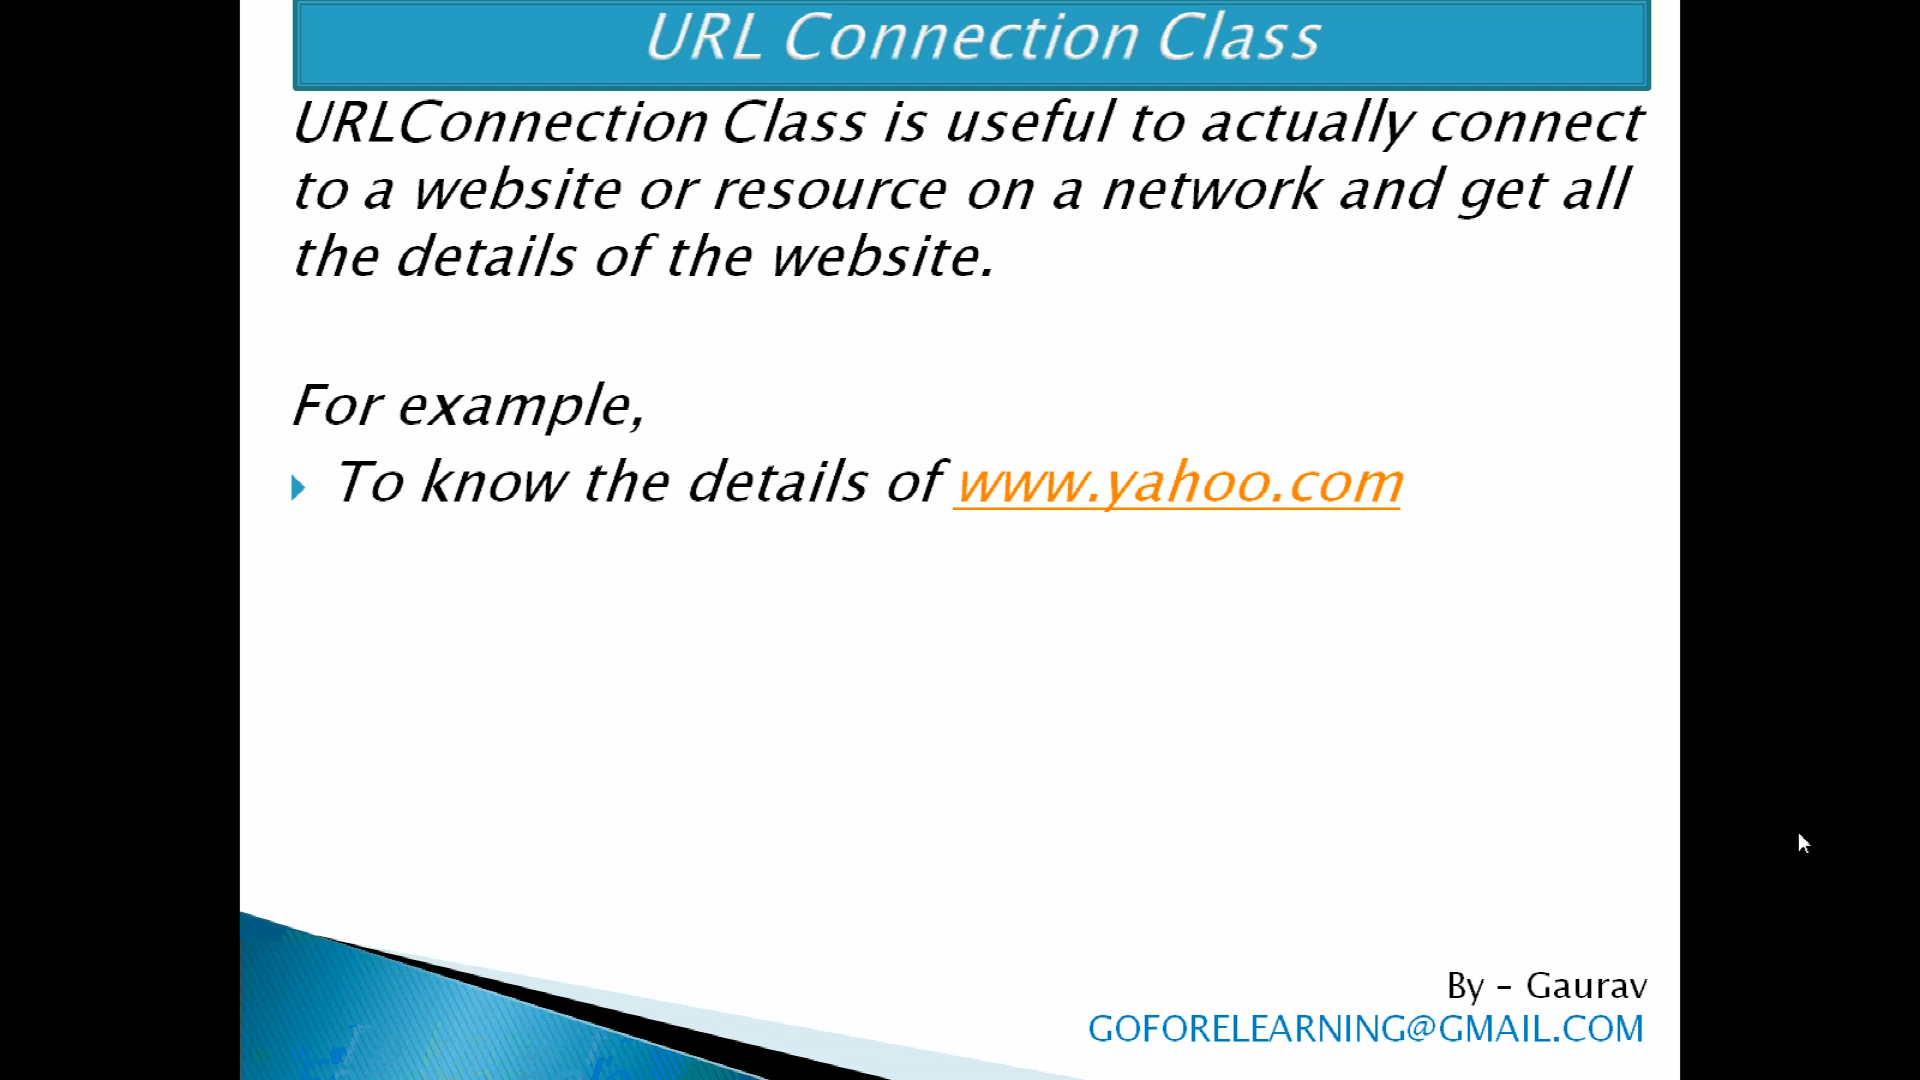 URL Connection Class
URLConnection Class is useful to actually connect
to a website or resource on a network and get all
the details of the website.
For example,
To know the details of www.yahoo.com
By – Gaurav
GOFORELEARNING@GMAIL.COM